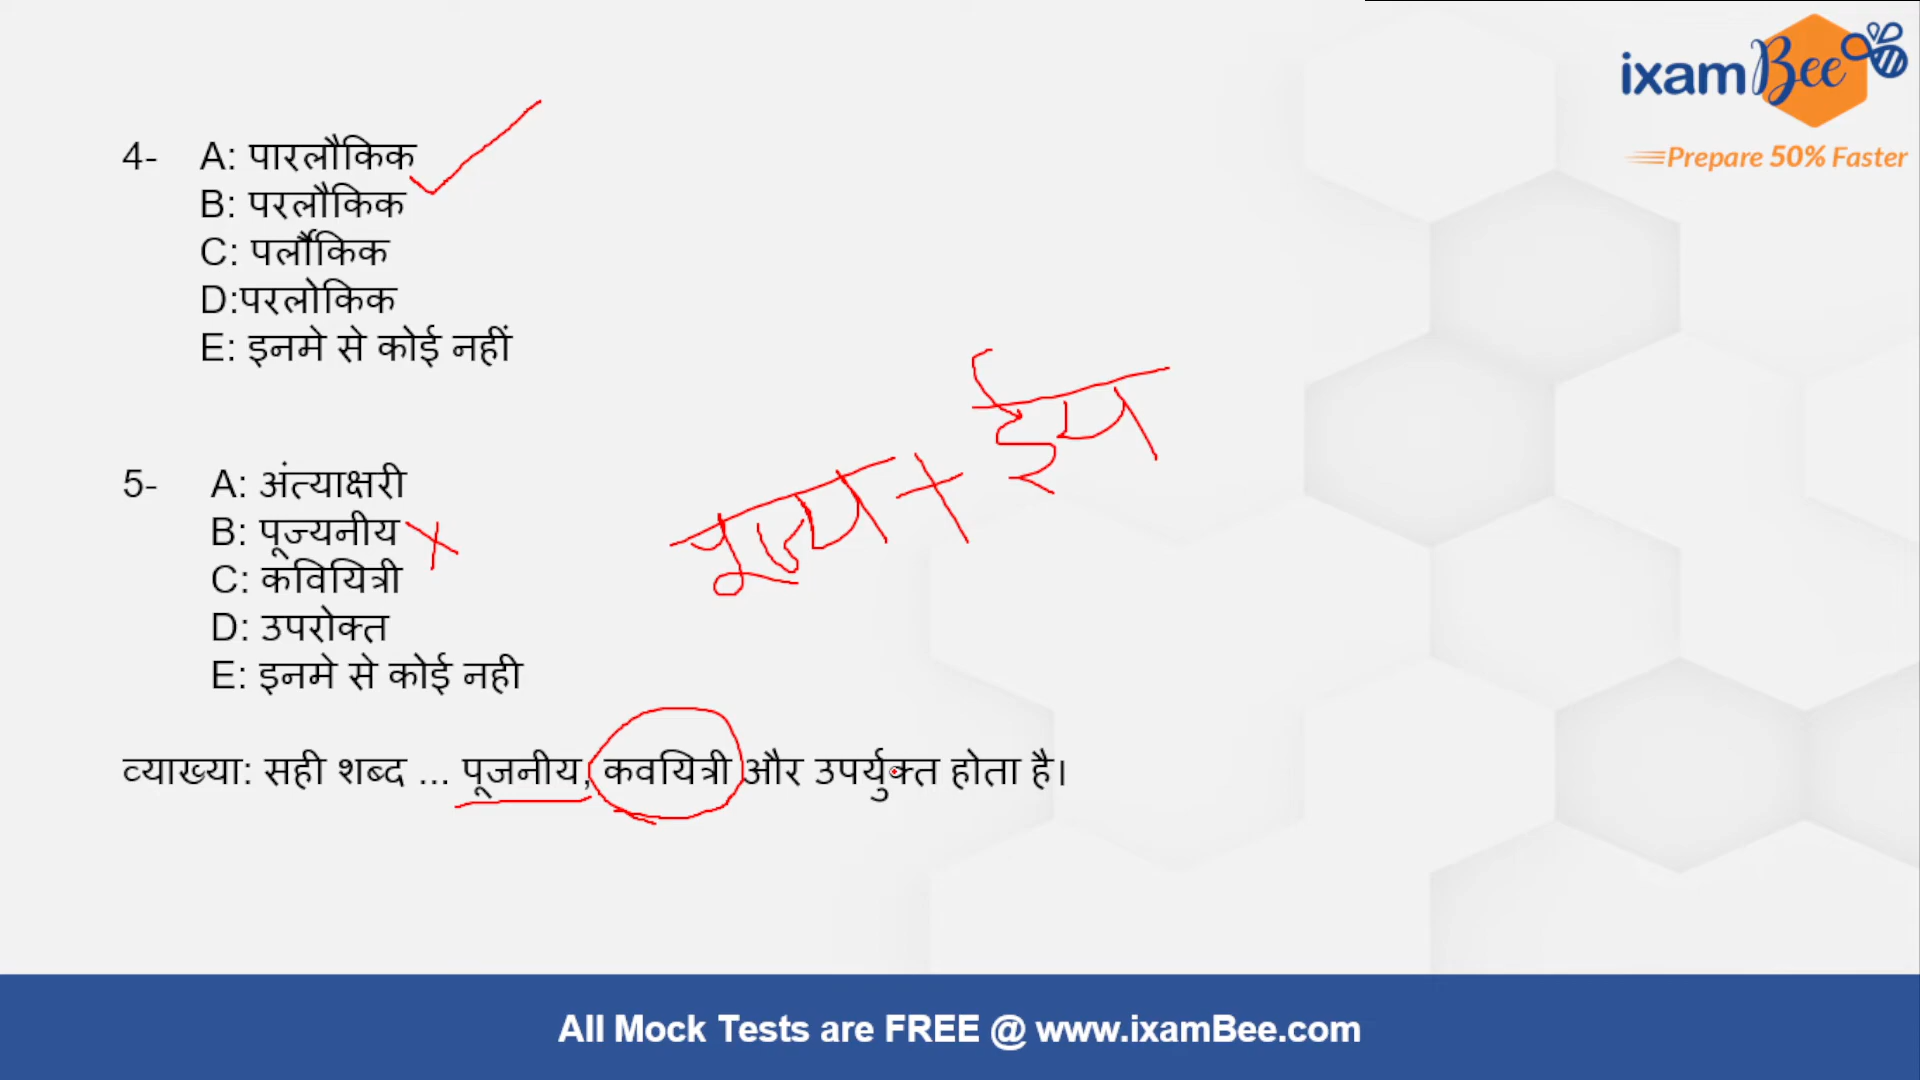 ixamBee
Prepare 50% Faster
4- A: पारलौकिक
B: परलौकिक
C: पर्लौकिक
D:परलोकिक
E: इनमे से कोई नहीं
5- A: अंत्याक्षरी
B: पूज्यनीय
C: कवियित्री
D: उपरोक्त
E: इनमे से कोई नही
व्याख्या: सही शब्द ... पूजनीय, कवयित्री और उपर्युक्त होता है।
All Mock Tests are FREE @ www.ixamBee.com